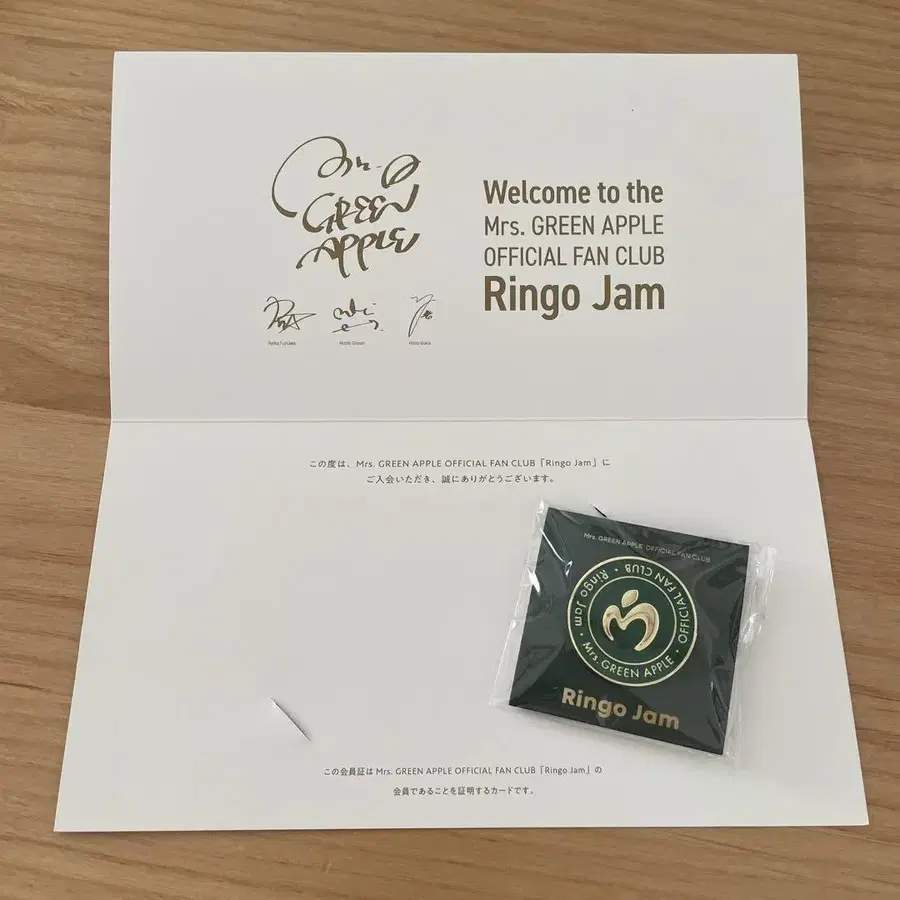 Mrs.
GREEN
APPLE
Welcome to the
Mrs. GREEN APPLE
OFFICIAL FAN CLUB
Ringo Jam
この度は、Mrs. GREEN APPLE OFFICIAL FAN CLUB「Ringo Jam」に
ご入会いただき、誠にありがとうございます。
Mrs. GREEN APPLE OFFICIAL FAN CLUB
Ringo Jam • Mrs. GREEN APPLE • OFFICIAL FAN CLUB •
Ringo Jam
この会員証は Mrs. GREEN APPLE OFFICIAL FAN CLUB「Ringo Jam」の
会員であることを証明するカードです。